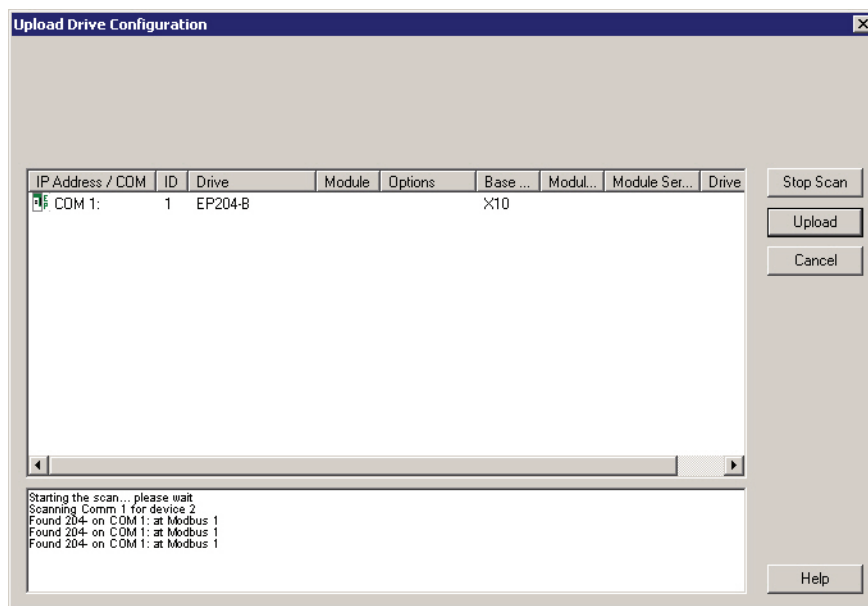 Upload Drive Configuration
IP Address / COM ID Drive Module Options Base ... Modul... Module Ser... Drive
COM 1: 1 EP204-B X10
Stop Scan
Upload
Cancel
Starting the scan... please wait
Scanning Comm 1 for device 2
Found 204- on COM 1: at Modbus 1
Found 204- on COM 1: at Modbus 1
Found 204- on COM 1: at Modbus 1
Help